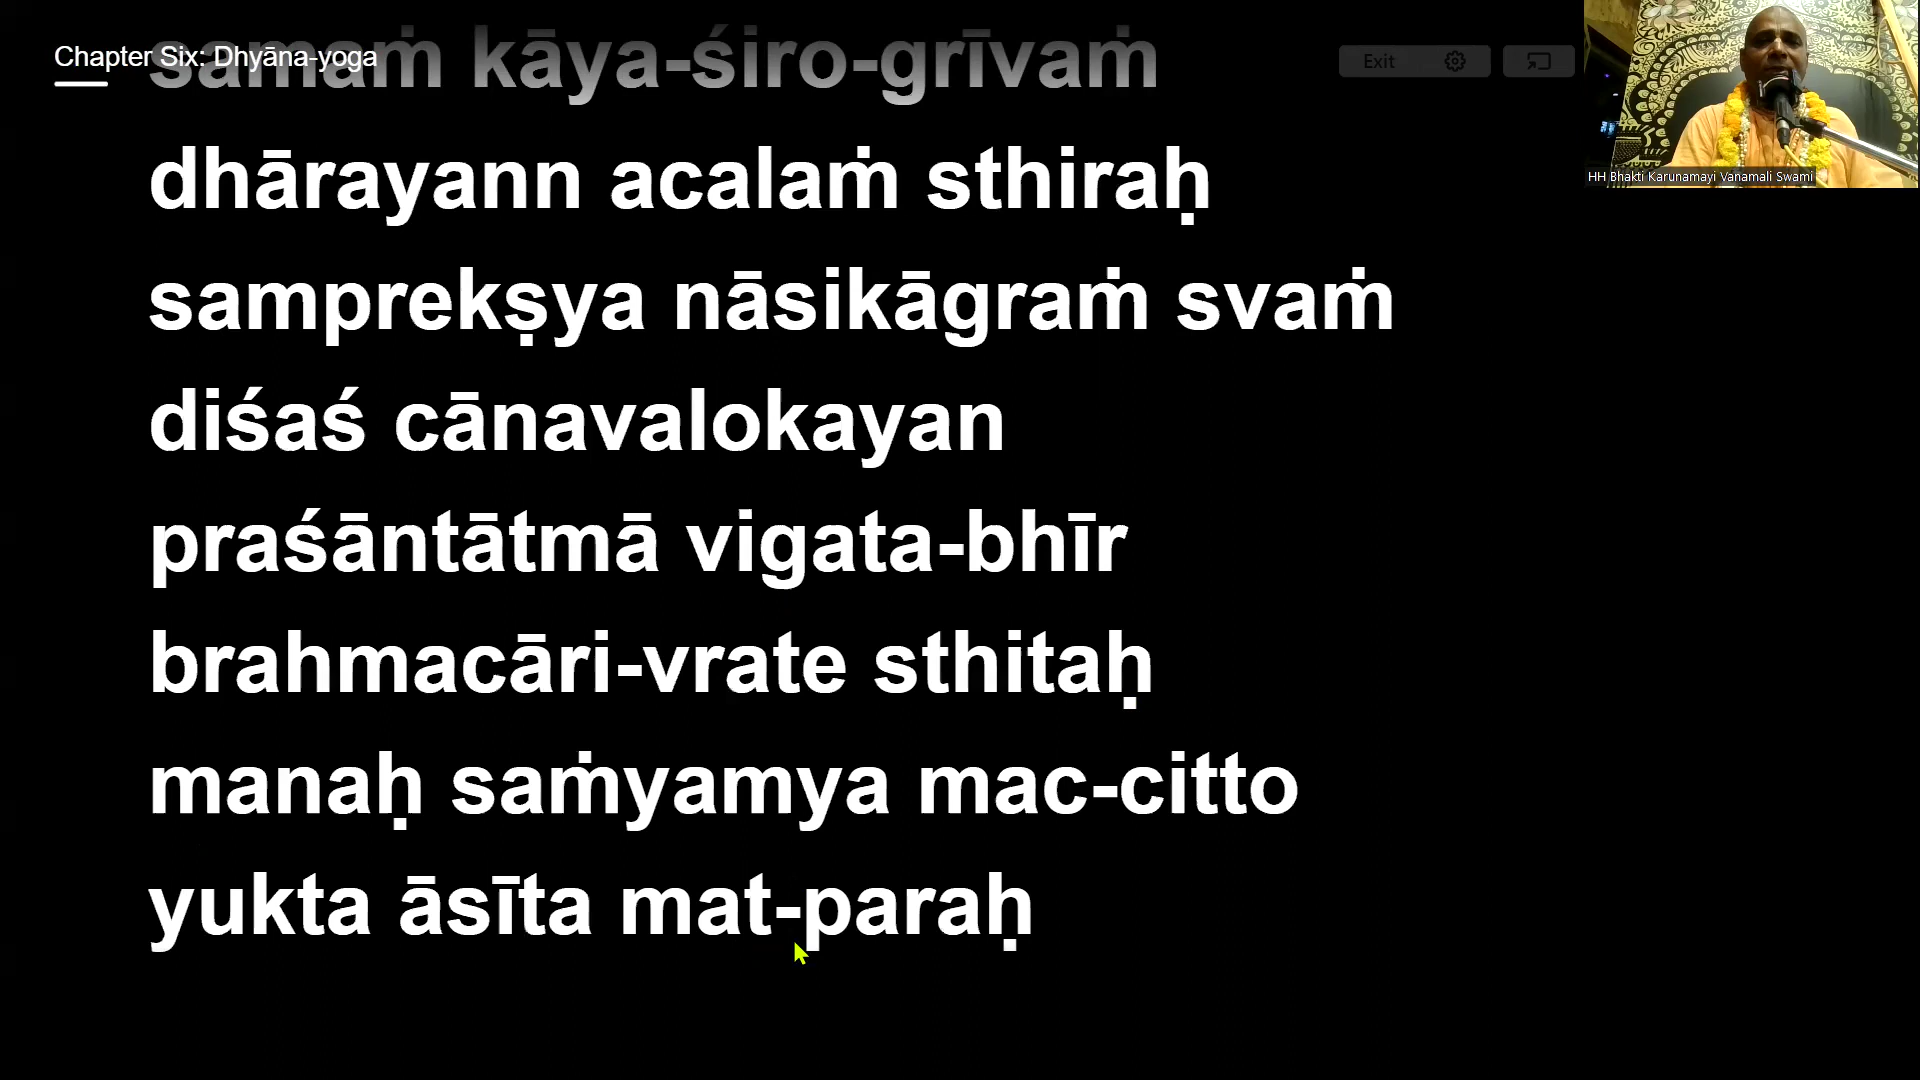 Chapter Six: Dhyāna-yoga
samaṁ kāya-śiro-grīvaṁ
Exit
dhārayann acalaṁ sthiraḥ
samprekṣya nāsikāgraṁ svaṁ
diśaś cānavalokayan
praśāntātmā vigata-bhīr
brahmacāri-vrate sthitaḥ
manaḥ saṁyamya mac-citto
yukta āsīta mat-paraḥ
HH Bhakti Karunamayi Vanamali Swami